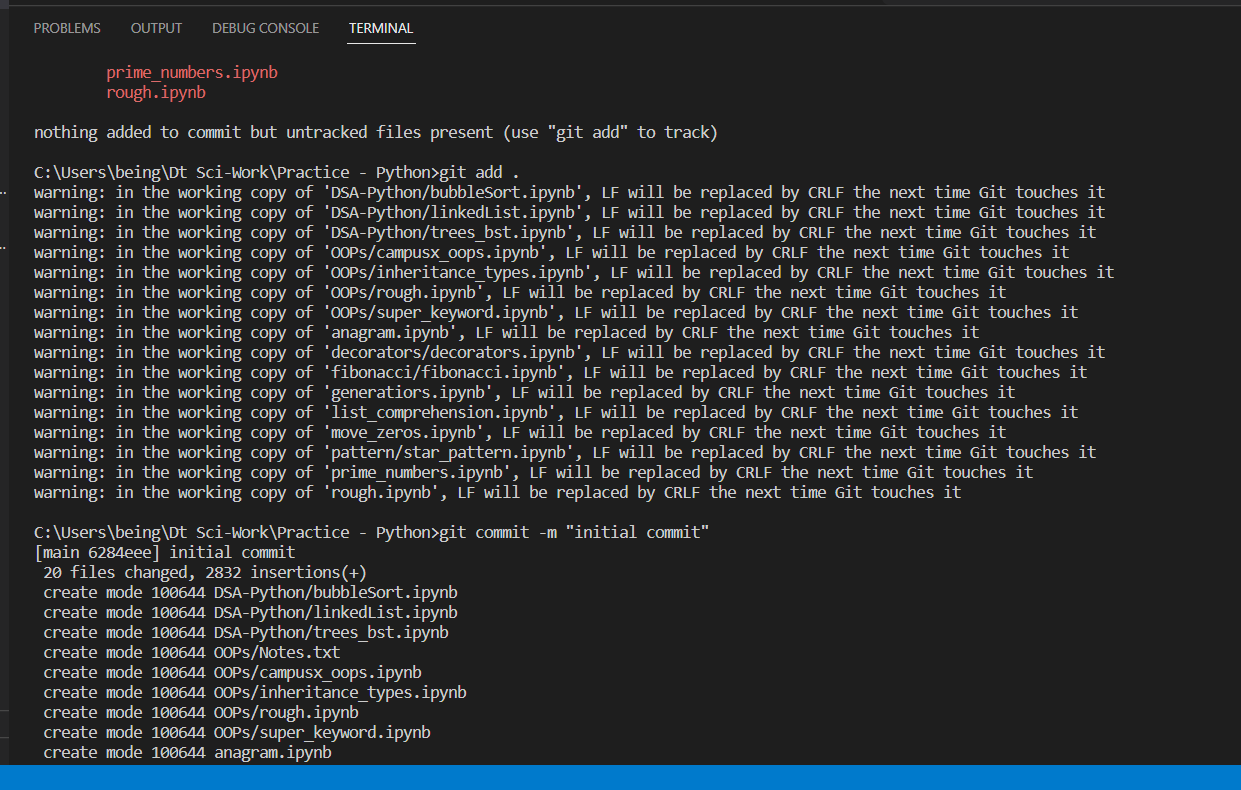 PROBLEMS OUTPUT DEBUG CONSOLE TERMINAL
prime_numbers.ipynb
rough.ipynb
nothing added to commit but untracked files present (use "git add" to track)
C:\Users\being\Dt Sci-Work\Practice - Python>git add .
warning: in the working copy of 'DSA-Python/bubbleSort.ipynb', LF will be replaced by CRLF the next time Git touches it
warning: in the working copy of 'DSA-Python/linkedList.ipynb', LF will be replaced by CRLF the next time Git touches it
warning: in the working copy of 'DSA-Python/trees_bst.ipynb', LF will be replaced by CRLF the next time Git touches it
warning: in the working copy of 'OOPs/campusx_oops.ipynb', LF will be replaced by CRLF the next time Git touches it
warning: in the working copy of 'OOPs/inheritance_types.ipynb', LF will be replaced by CRLF the next time Git touches it
warning: in the working copy of 'OOPs/rough.ipynb', LF will be replaced by CRLF the next time Git touches it
warning: in the working copy of 'OOPs/super_keyword.ipynb', LF will be replaced by CRLF the next time Git touches it
warning: in the working copy of 'anagram.ipynb', LF will be replaced by CRLF the next time Git touches it
warning: in the working copy of 'decorators/decorators.ipynb', LF will be replaced by CRLF the next time Git touches it
warning: in the working copy of 'fibonacci/fibonacci.ipynb', LF will be replaced by CRLF the next time Git touches it
warning: in the working copy of 'generatiors.ipynb', LF will be replaced by CRLF the next time Git touches it
warning: in the working copy of 'list_comprehension.ipynb', LF will be replaced by CRLF the next time Git touches it
warning: in the working copy of 'move_zeros.ipynb', LF will be replaced by CRLF the next time Git touches it
warning: in the working copy of 'pattern/star_pattern.ipynb', LF will be replaced by CRLF the next time Git touches it
warning: in the working copy of 'prime_numbers.ipynb', LF will be replaced by CRLF the next time Git touches it
warning: in the working copy of 'rough.ipynb', LF will be replaced by CRLF the next time Git touches it
C:\Users\being\Dt Sci-Work\Practice - Python>git commit -m "initial commit"
[main 6284eee] initial commit
20 files changed, 2832 insertions(+)
create mode 100644 DSA-Python/bubbleSort.ipynb
create mode 100644 DSA-Python/linkedList.ipynb
create mode 100644 DSA-Python/trees_bst.ipynb
create mode 100644 OOPs/Notes.txt
create mode 100644 OOPs/campusx_oops.ipynb
create mode 100644 OOPs/inheritance_types.ipynb
create mode 100644 OOPs/rough.ipynb
create mode 100644 OOPs/super_keyword.ipynb
create mode 100644 anagram.ipynb